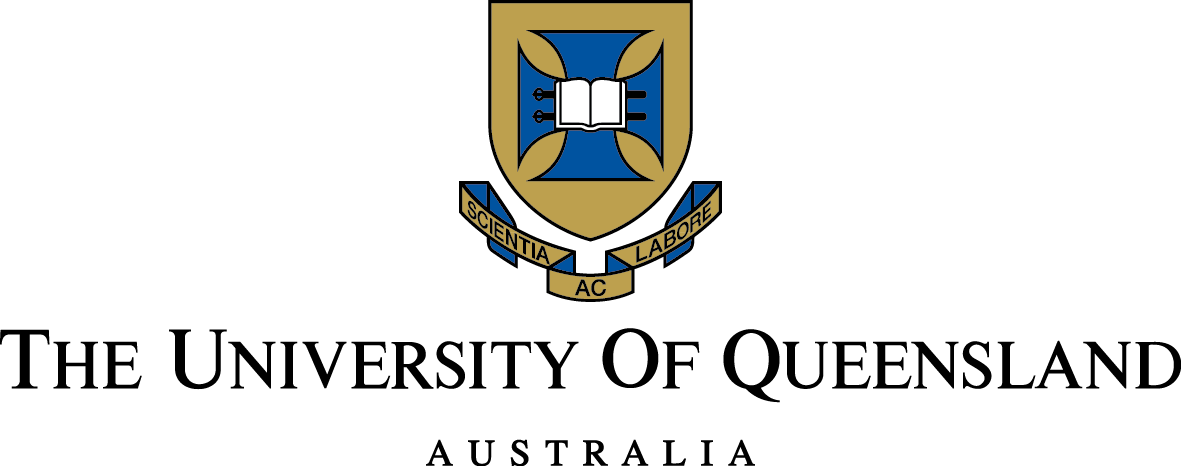 SCIENTIA AC LABORE
THE UNIVERSITY OF QUEENSLAND
AUSTRALIA